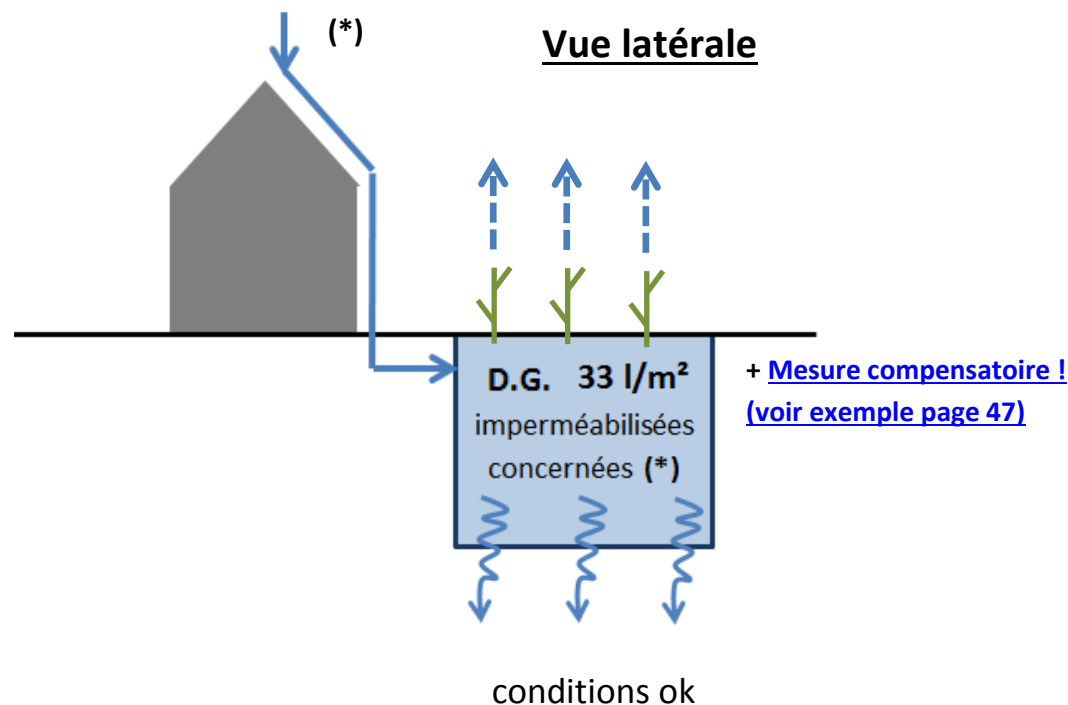 (*)
Vue latérale
D.G. 33 l/m²
imperméabilisées
concernées (*)
+ Mesure compensatoire !
(voir exemple page 47)
conditions ok